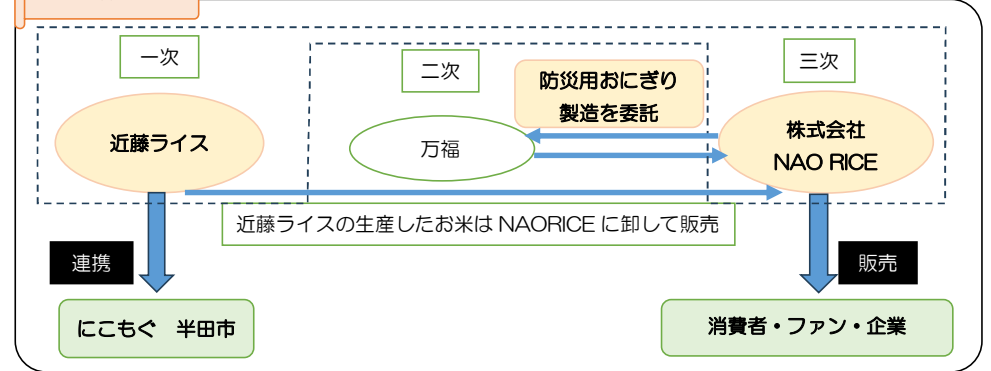 一次
二次
三次
防災用おにぎり
製造を委託
近藤ライス
万福
株式会社
NAO RICE
近藤ライスの生産したお米は NAORICE に卸して販売
連携
販売
にこもぐ　半田市
消費者・ファン・企業